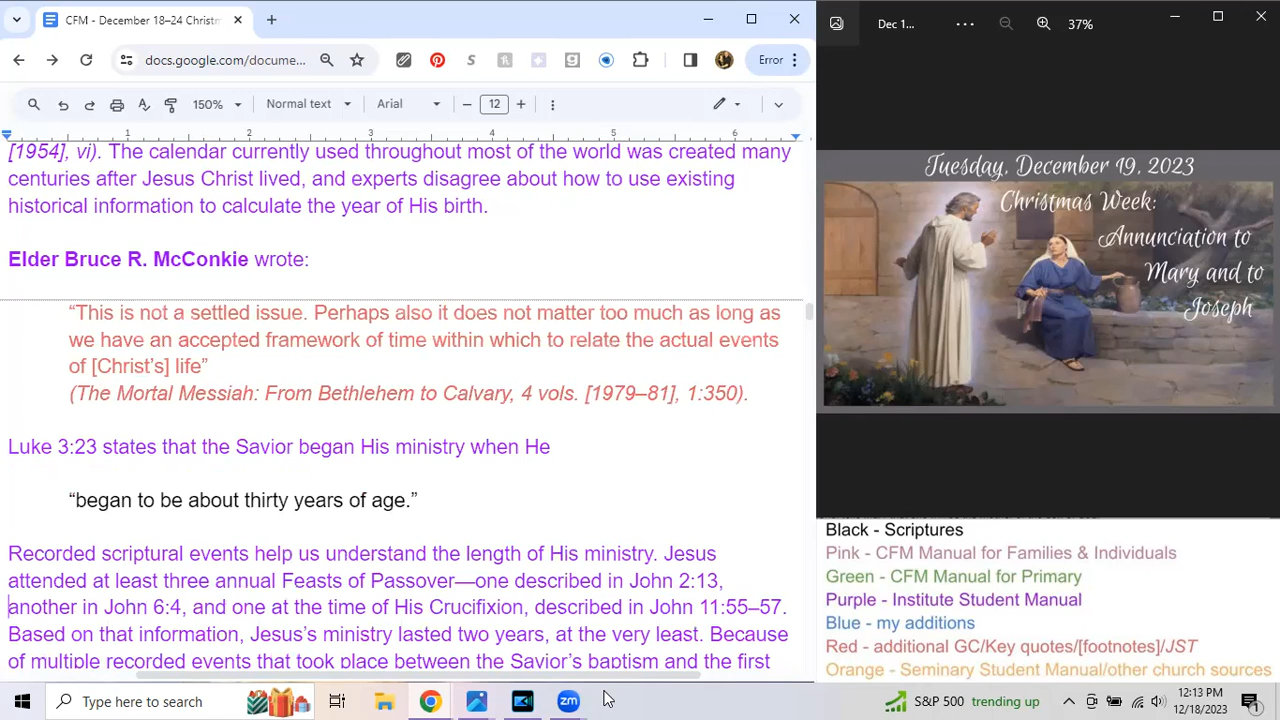 CFM - December 18–24 Christm
docs.google.com/docume...
Error
150%
Normal text
Arial
12
1
2
3
4
5
6
[1954], vi). The calendar currently used throughout most of the world was created many
centuries after Jesus Christ lived, and experts disagree about how to use existing
historical information to calculate the year of His birth.
Elder Bruce R. McConkie wrote:
“This is not a settled issue. Perhaps also it does not matter too much as long as
we have an accepted framework of time within which to relate the actual events
of [Christ’s] life”
(The Mortal Messiah: From Bethlehem to Calvary, 4 vols. [1979–81], 1:350).
Luke 3:23 states that the Savior began His ministry when He
“began to be about thirty years of age.”
Recorded scriptural events help us understand the length of His ministry. Jesus
attended at least three annual Feasts of Passover—one described in John 2:13,
another in John 6:4, and one at the time of His Crucifixion, described in John 11:55–57.
Based on that information, Jesus’s ministry lasted two years, at the very least. Because
of multiple recorded events that took place between the Savior’s baptism and the first
Dec 1...
37%
Tuesday, December 19, 2023
Christmas Week:
Annunciation to
Mary and to
Joseph
Black - Scriptures
Pink - CFM Manual for Families & Individuals
Green - CFM Manual for Primary
Purple - Institute Student Manual
Blue - my additions
Red - additional GC/Key quotes/[footnotes]/JST
Orange - Seminary Student Manual/other church sources
Type here to search
zm
S&P 500 trending up
12:13 PM
12/18/2023
1